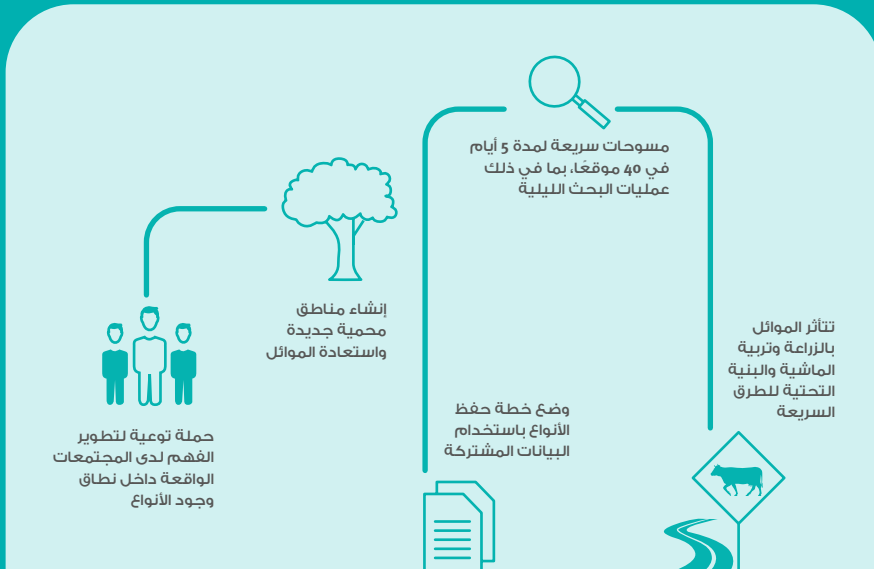 تتأثر الموائل
بالزراعة وتربية
الماشية والبنية
التحتية للطرق
السريعة
مسوحات سريعة لمدة 5 أيام
في 40 موقعًا، بما في ذلك
عمليات البحث الليلية
وضع خطة حفظ
الأنواع باستخدام
البيانات المشتركة
إنشاء مناطق
محمية جديدة
واستعادة الموائل
حملة توعية لتطوير
الفهم لدى المجتمعات
الواقعة داخل نطاق
وجود الأنواع